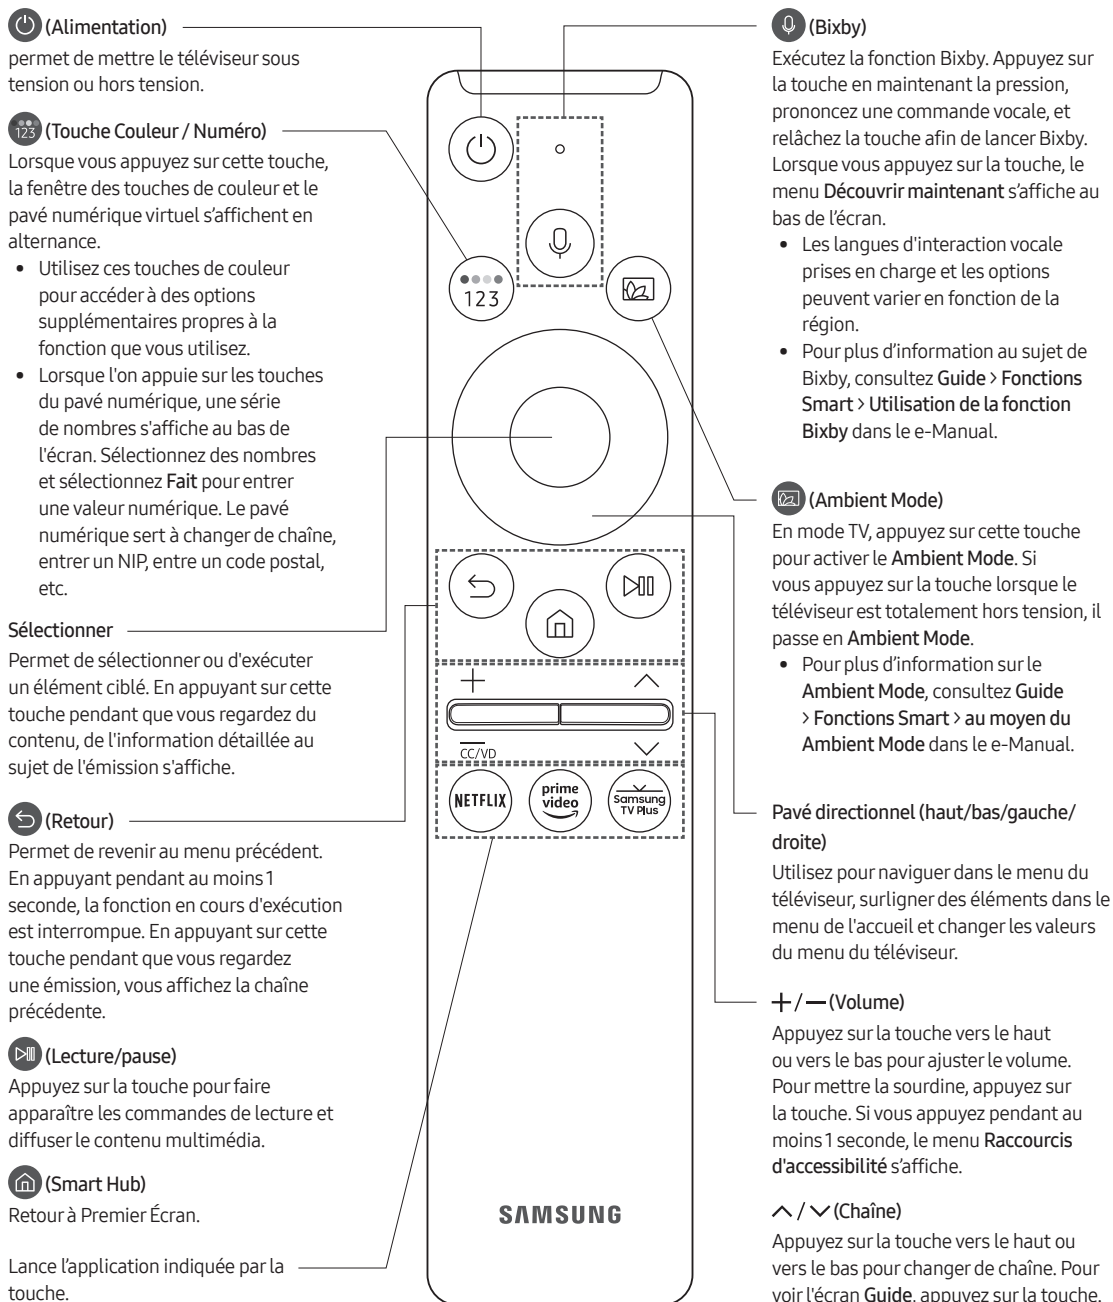 (Alimentation)
permet de mettre le téléviseur sous
tension ou hors tension.
123 (Touche Couleur / Numéro)
Lorsque vous appuyez sur cette touche,
la fenêtre des touches de couleur et le
pavé numérique virtuel s’affichent en
alternance.
• Utilisez ces touches de couleur
pour accéder à des options
supplémentaires propres à la
fonction que vous utilisez.
• Lorsque l'on appuie sur les touches
du pavé numérique, une série
de nombres s'affiche au bas de
l'écran. Sélectionnez des nombres
et sélectionnez Fait pour entrer
une valeur numérique. Le pavé
numérique sert à changer de chaîne,
entrer un NIP, entre un code postal,
etc.
Sélectionner
Permet de sélectionner ou d'exécuter
un élément ciblé. En appuyant sur cette
touche pendant que vous regardez du
contenu, de l'information détaillée au
sujet de l'émission s'affiche.
(Retour)
Permet de revenir au menu précédent.
En appuyant pendant au moins 1
seconde, la fonction en cours d'exécution
est interrompue. En appuyant sur cette
touche pendant que vous regardez
une émission, vous affichez la chaîne
précédente.
(Lecture/pause)
Appuyez sur la touche pour faire
apparaître les commandes de lecture et
diffuser le contenu multimédia.
(Smart Hub)
Retour à Premier Écran.
Lance l’application indiquée par la
touche.
123
+
CC/VD
NETFLIX
prime
video
Samsung
TV Plus
SAMSUNG
(Bixby)
Exécutez la fonction Bixby. Appuyez sur
la touche en maintenant la pression,
prononcez une commande vocale, et
relâchez la touche afin de lancer Bixby.
Lorsque vous appuyez sur la touche, le
menu Découvrir maintenant s’affiche au
bas de l’écran.
• Les langues d'interaction vocale
prises en charge et les options
peuvent varier en fonction de la
région.
• Pour plus d’information au sujet de
Bixby, consultez Guide > Fonctions
Smart > Utilisation de la fonction
Bixby dans le e-Manual.
(Ambient Mode)
En mode TV, appuyez sur cette touche
pour activer le Ambient Mode. Si
vous appuyez sur la touche lorsque le
téléviseur est totalement hors tension, il
passe en Ambient Mode.
• Pour plus d’information sur le
Ambient Mode, consultez Guide
> Fonctions Smart > au moyen du
Ambient Mode dans le e-Manual.
Pavé directionnel (haut/bas/gauche/
droite)
Utilisez pour naviguer dans le menu du
téléviseur, surligner des éléments dans le
menu de l'accueil et changer les valeurs
du menu du téléviseur.
+ / — (Volume)
Appuyez sur la touche vers le haut
ou vers le bas pour ajuster le volume.
Pour mettre la sourdine, appuyez sur
la touche. Si vous appuyez pendant au
moins 1 seconde, le menu Raccourcis
d'accessibilité s’affiche.
/ (Chaîne)
Appuyez sur la touche vers le haut ou
vers le bas pour changer de chaîne. Pour
voir l'écran Guide, appuyez sur la touche.